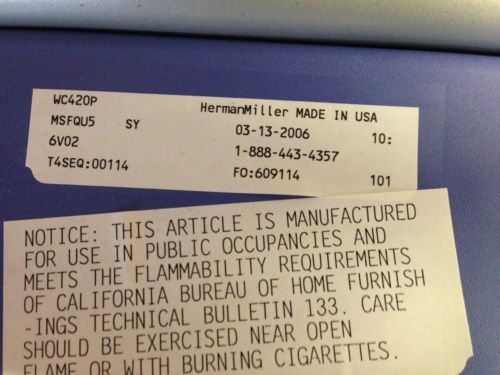 WC420P HermanMiller MADE IN USA
MSFQU5 SY 03-13-2006 10:
6V02 1-888-443-4357
T4SEQ:00114 FO:609114 101
NOTICE: THIS ARTICLE IS MANUFACTURED
FOR USE IN PUBLIC OCCUPANCIES AND
MEETS THE FLAMMABILITY REQUIREMENTS
OF CALIFORNIA BUREAU OF HOME FURNISH
-INGS TECHNICAL BULLETIN 133. CARE
SHOULD BE EXERCISED NEAR OPEN
FLAME OR WITH BURNING CIGARETTES.